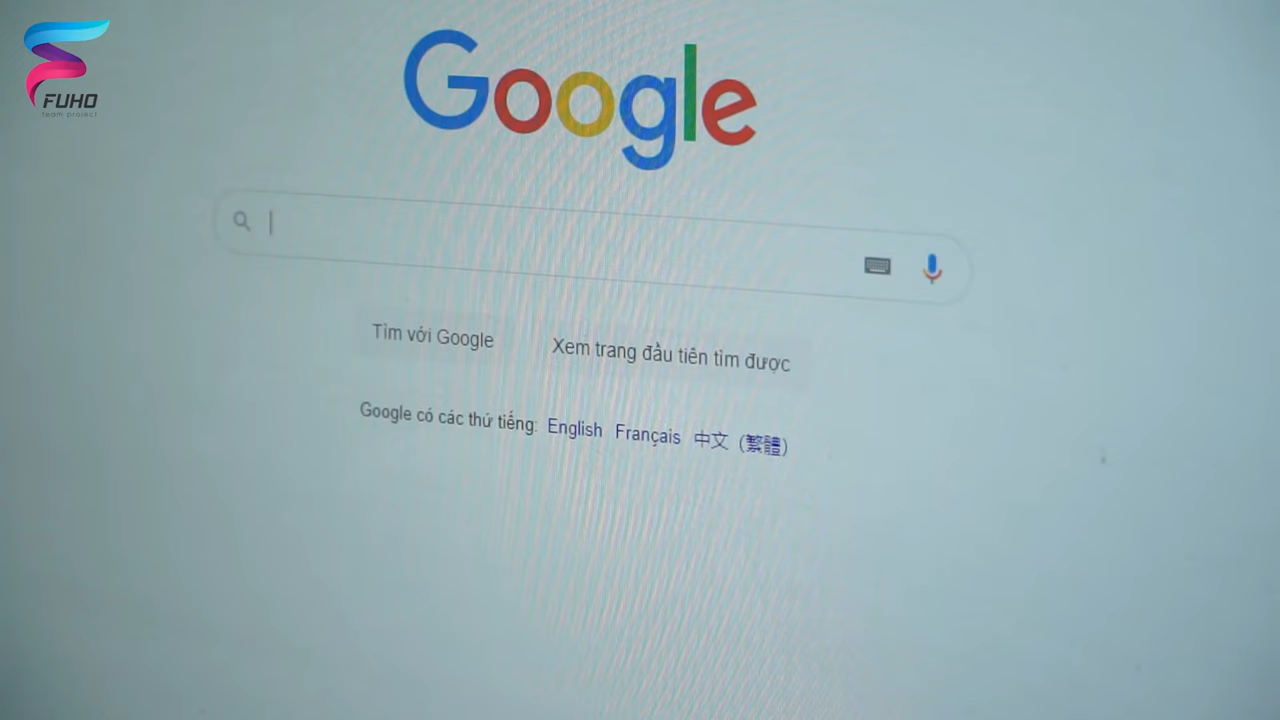 FUHO
team project
Google
Tìm với Google
Xem trang đầu tiên tìm được
Google có các thứ tiếng: English Français 中文 (繁體)